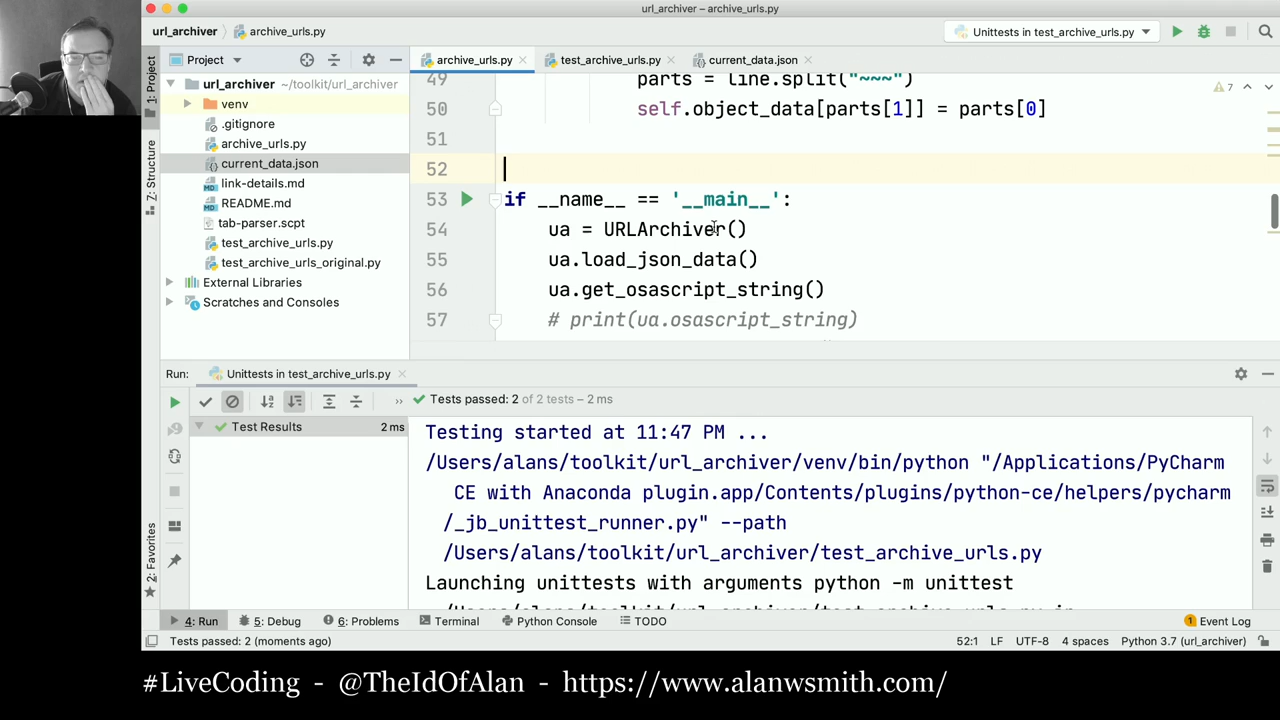 url_archiver – archive_urls.py
url_archiver
archive_urls.py
Unittests in test_archive_urls.py
Project
archive_urls.py
test_archive_urls.py
current_data.json
1: Project
Z: Structure
2: Favorites
url_archiver ~/toolkit/url_archiver
venv
.gitignore
archive_urls.py
current_data.json
link-details.md
README.md
tab-parser.scpt
test_archive_urls.py
test_archive_urls_original.py
External Libraries
Scratches and Consoles
49 parts = line.split("~~~")
50 self.object_data[parts[1]] = parts[0]
51
52
53 if __name__ == '__main__':
54 ua = URLArchiver()
55 ua.load_json_data()
56 ua.get_osascript_string()
57 # print(ua.osascript_string)
7
Run: Unittests in test_archive_urls.py
Tests passed: 2 of 2 tests – 2 ms
Test Results 2 ms
Testing started at 11:47 PM ...
/Users/alans/toolkit/url_archiver/venv/bin/python "/Applications/PyCharm
CE with Anaconda plugin.app/Contents/plugins/python-ce/helpers/pycharm
/_jb_unittest_runner.py" --path
/Users/alans/toolkit/url_archiver/test_archive_urls.py
Launching unittests with arguments python -m unittest
4: Run
5: Debug
6: Problems
Terminal
Python Console
TODO
1 Event Log
Tests passed: 2 (moments ago)
52:1 LF UTF-8 4 spaces Python 3.7 (url_archiver)
#LiveCoding - @TheIdOfAlan - https://www.alanwsmith.com/